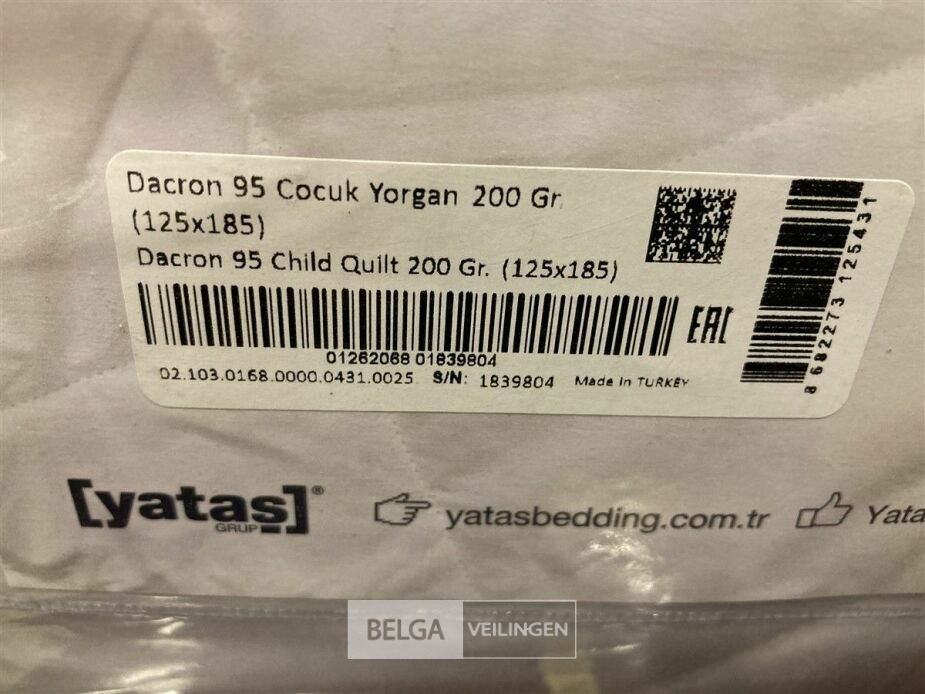 Dacron 95 Cocuk Yorgan 200 Gr.
(125x185)
Dacron 95 Child Quilt 200 Gr. (125x185)
EAC
01262068 01839804
02.103.0168.0000.0431.0025 S/N: 1839804 Made In TURKEY
8 682273 125431
[yataş]®
GRUP
yatasbedding.com.tr
BELGA VEILINGEN